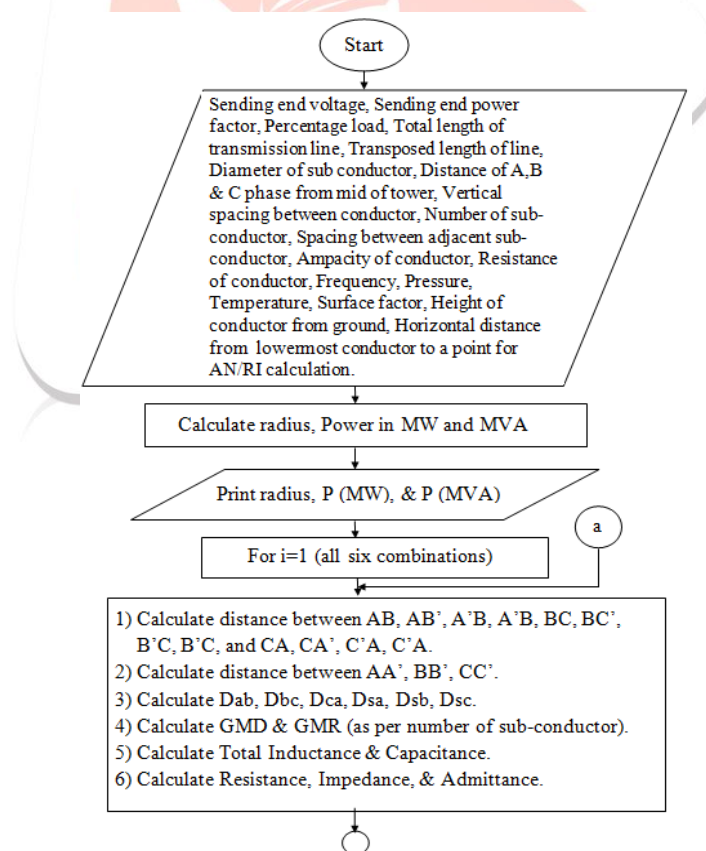 Start
Sending end voltage, Sending end power
factor, Percentage load, Total length of
transmission line, Transposed length of line,
Diameter of sub conductor, Distance of A,B
& C phase from mid of tower, Vertical
spacing between conductor, Number of sub-
conductor, Spacing between adjacent sub-
conductor, Ampacity of conductor, Resistance
of conductor, Frequency, Pressure,
Temperature, Surface factor, Height of
conductor from ground, Horizontal distance
from lowermost conductor to a point for
AN/RI calculation.
Calculate radius, Power in MW and MVA
Print radius, P (MW), & P (MVA)
a
For i=1 (all six combinations)
1) Calculate distance between AB, AB’, A’B, A’B, BC, BC’,
B’C, B’C, and CA, CA’, C’A, C’A.
2) Calculate distance between AA’, BB’, CC’.
3) Calculate Dab, Dbc, Dca, Dsa, Dsb, Dsc.
4) Calculate GMD & GMR (as per number of sub-conductor).
5) Calculate Total Inductance & Capacitance.
6) Calculate Resistance, Impedance, & Admittance.